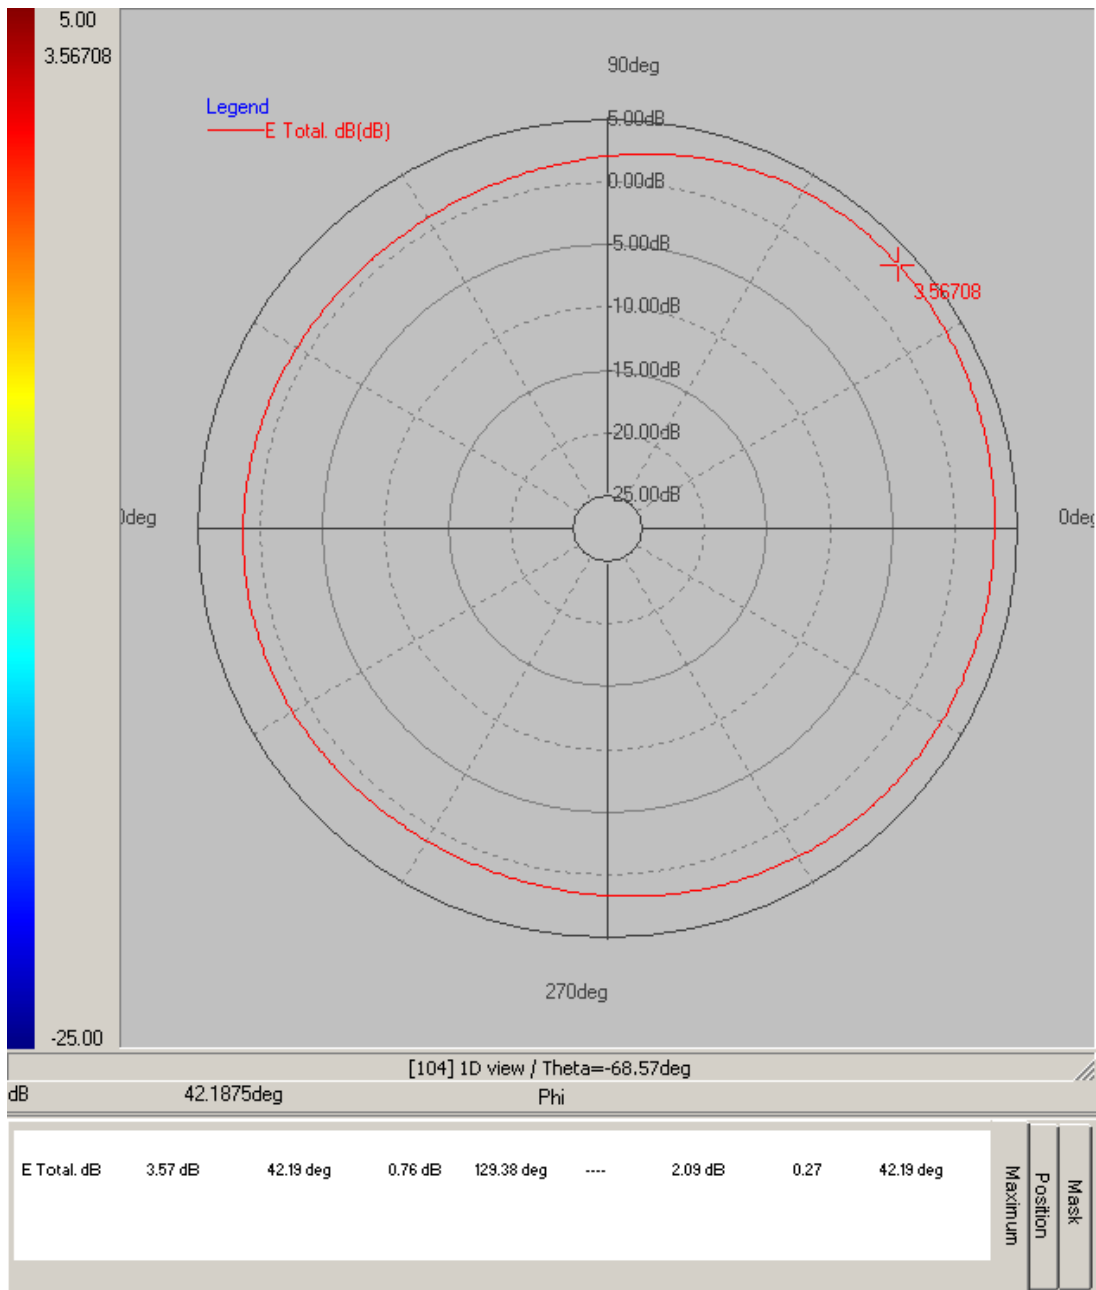 5.00
3.56708
90deg
Legend
E Total. dB(dB)
5.00dB
0.00dB
-5.00dB
-10.00dB
-15.00dB
-20.00dB
-25.00dB
3.56708
0deg
270deg
-25.00
[104] 1D view / Theta=-68.57deg
dB 42.1875deg Phi
E Total. dB 3.57 dB 42.19 deg 0.76 dB 129.38 deg ---- 2.09 dB 0.27 42.19 deg
Maximum
Position
Mask